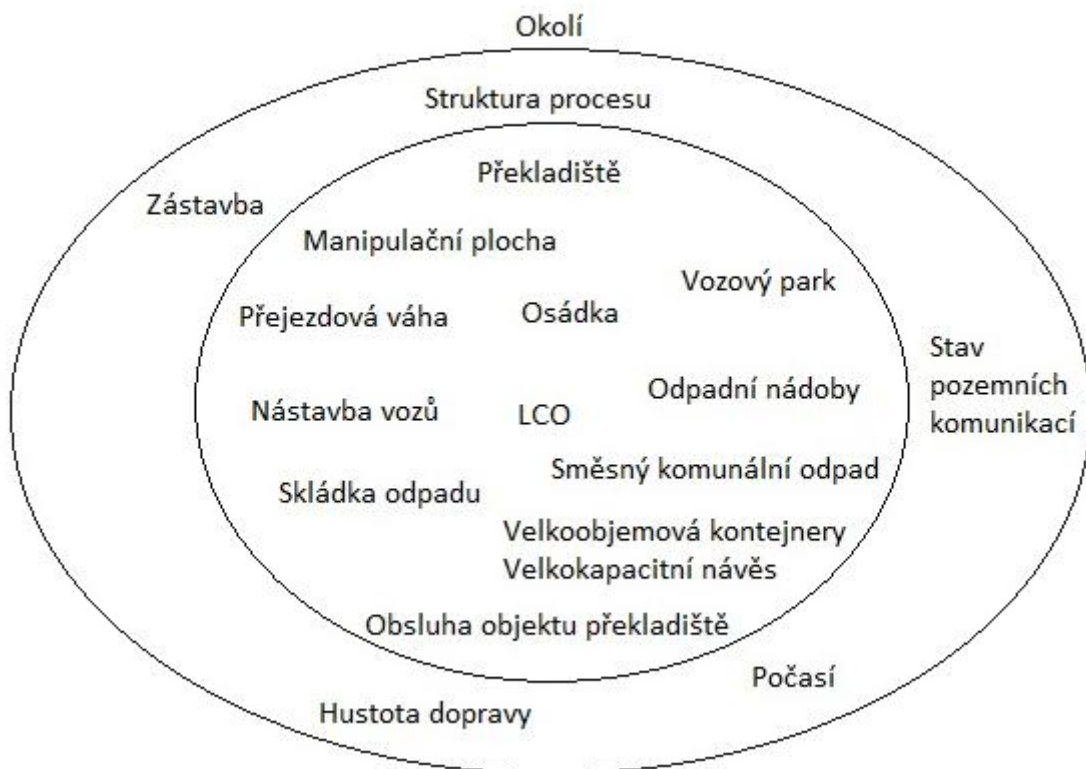 Okolí
Struktura procesu
Překladiště
Zástavba
Manipulační plocha
Vozový park
Přejezdová váha
Osádka
Stav
pozemních
komunikací
Odpadní nádoby
Nástavba vozů
LCO
Směsný komunální odpad
Skládka odpadu
Velkoobjemová kontejnery
Velkokapacitní návěs
Obsluha objektu překladiště
Počasí
Hustota dopravy